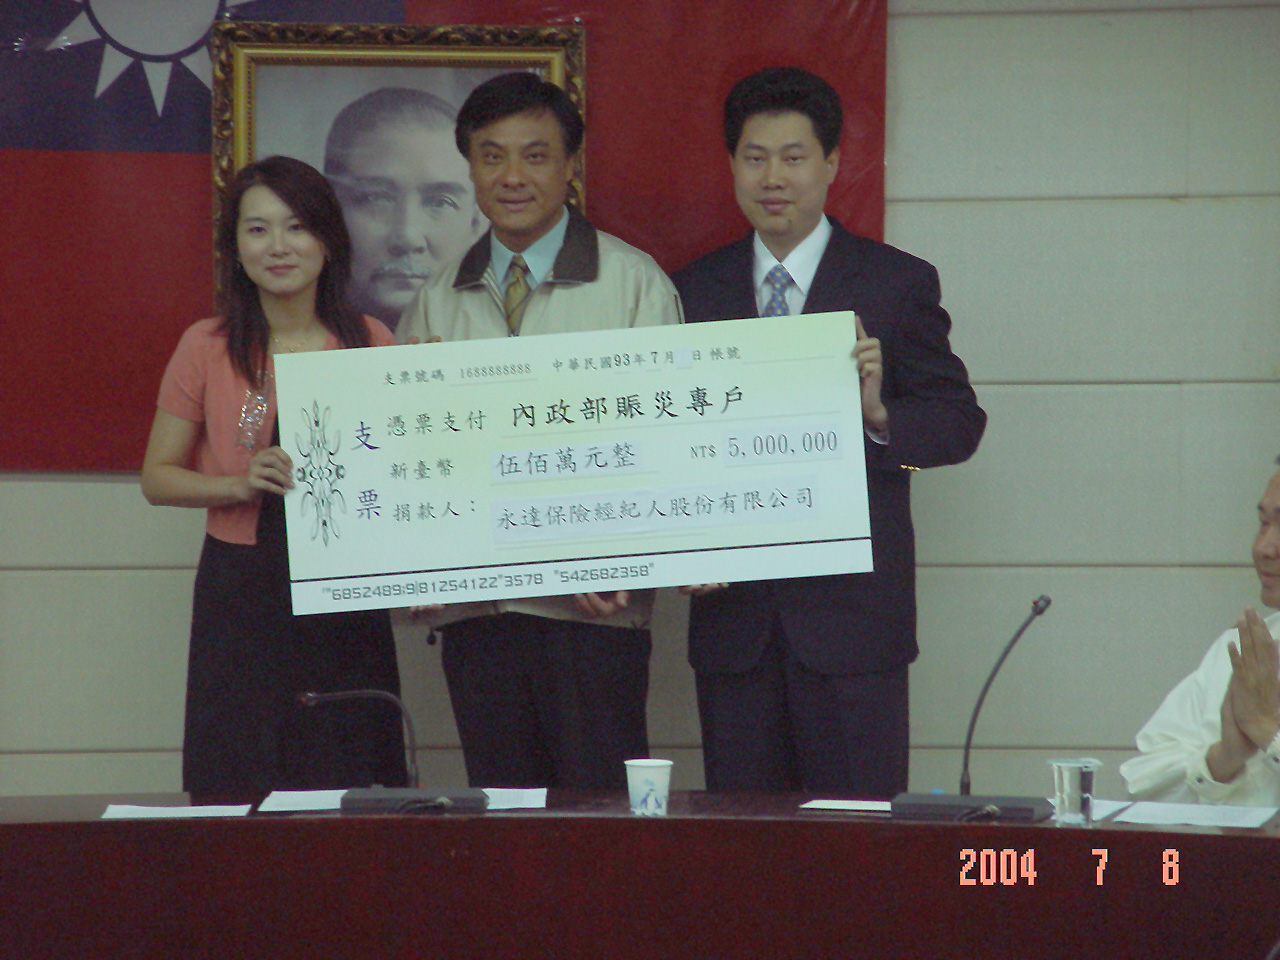 支票號碼 1688888888 中華民國93年7月 日 帳號
支票
憑票支付 內政部賑災專戶
新臺幣 伍佰萬元整 NT$ 5,000,000
捐款人： 永達保險經紀人股份有限公司
"6852489:9|81254122"3578 "542682358"
2004 7 8